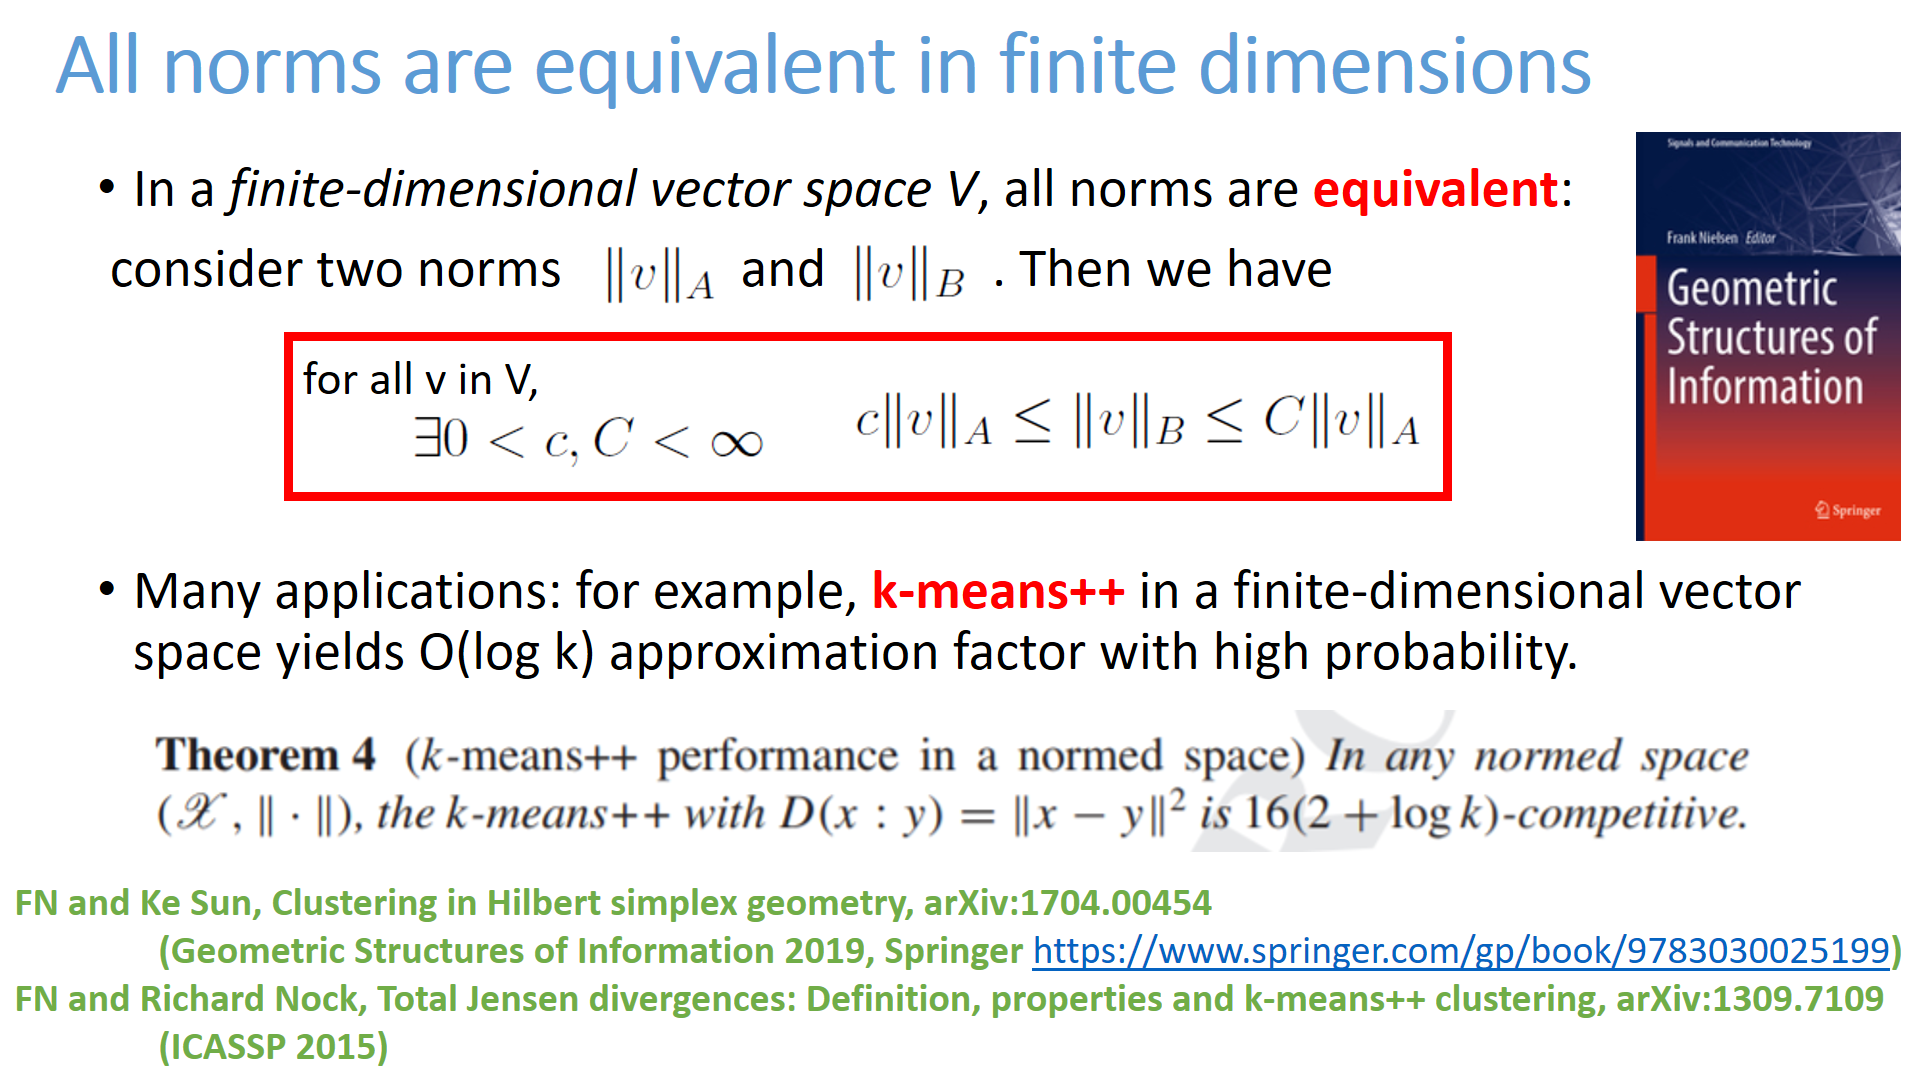 All norms are equivalent in finite dimensions
• In a finite-dimensional vector space V, all norms are equivalent:
consider two norms ‖v‖_A and ‖v‖_B . Then we have
for all v in V,
∃0 < c, C < ∞ c‖v‖_A ≤ ‖v‖_B ≤ C‖v‖_A
Signals and Communication Technology
Frank Nielsen Editor
Geometric
Structures of
Information
Springer
• Many applications: for example, k-means++ in a finite-dimensional vector
space yields O(log k) approximation factor with high probability.
Theorem 4 (k-means++ performance in a normed space) In any normed space
(𝒳, ‖ · ‖), the k-means++ with D(x : y) = ‖x − y‖² is 16(2 + log k)-competitive.
FN and Ke Sun, Clustering in Hilbert simplex geometry, arXiv:1704.00454
(Geometric Structures of Information 2019, Springer https://www.springer.com/gp/book/9783030025199)
FN and Richard Nock, Total Jensen divergences: Definition, properties and k-means++ clustering, arXiv:1309.7109
(ICASSP 2015)